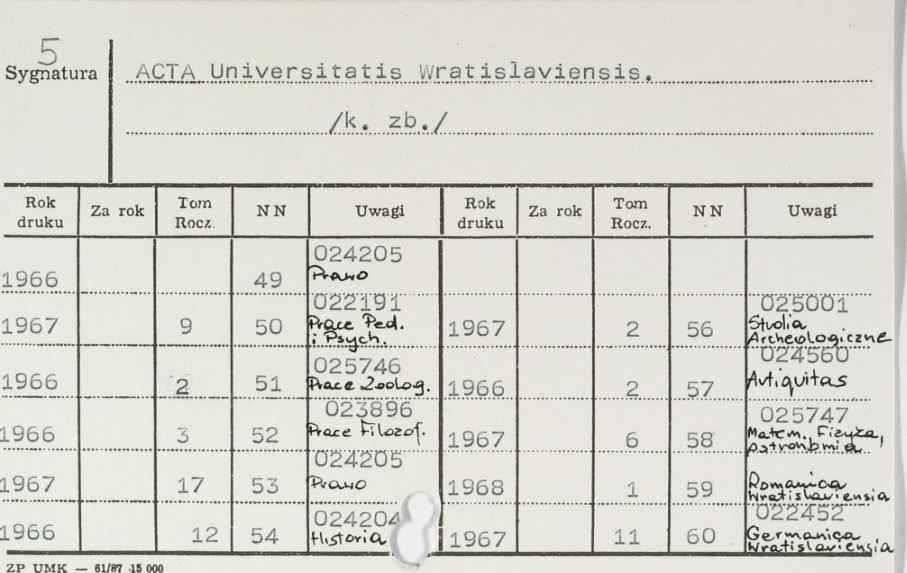 5
Sygnatura
ACTA Universitatis Wratislaviensis.
/k. zb./
Rok druku Za rok Tom Rocz. NN Uwagi Rok druku Za rok Tom Rocz. NN Uwagi
024205
1966 49 Prawo
022191 025001
1967 9 50 Prace Ped. 1967 2 56 Studia
i Psych. Archeologiczne
025746 024560
1966 2 51 Prace Zoolog. 1966 2 57 Antiquitas
023896 025747
1966 3 52 Prace Filozof. 1967 6 58 Matem. Fizyka,
astronomia
024205
1967 17 53 Prawo 1968 1 59 Romanica
Wratislaviensia
024204 022452
1966 12 54 Historia 1967 11 60 Germanica
Wratislaviensia
ZP UMK — 61/87 15 000